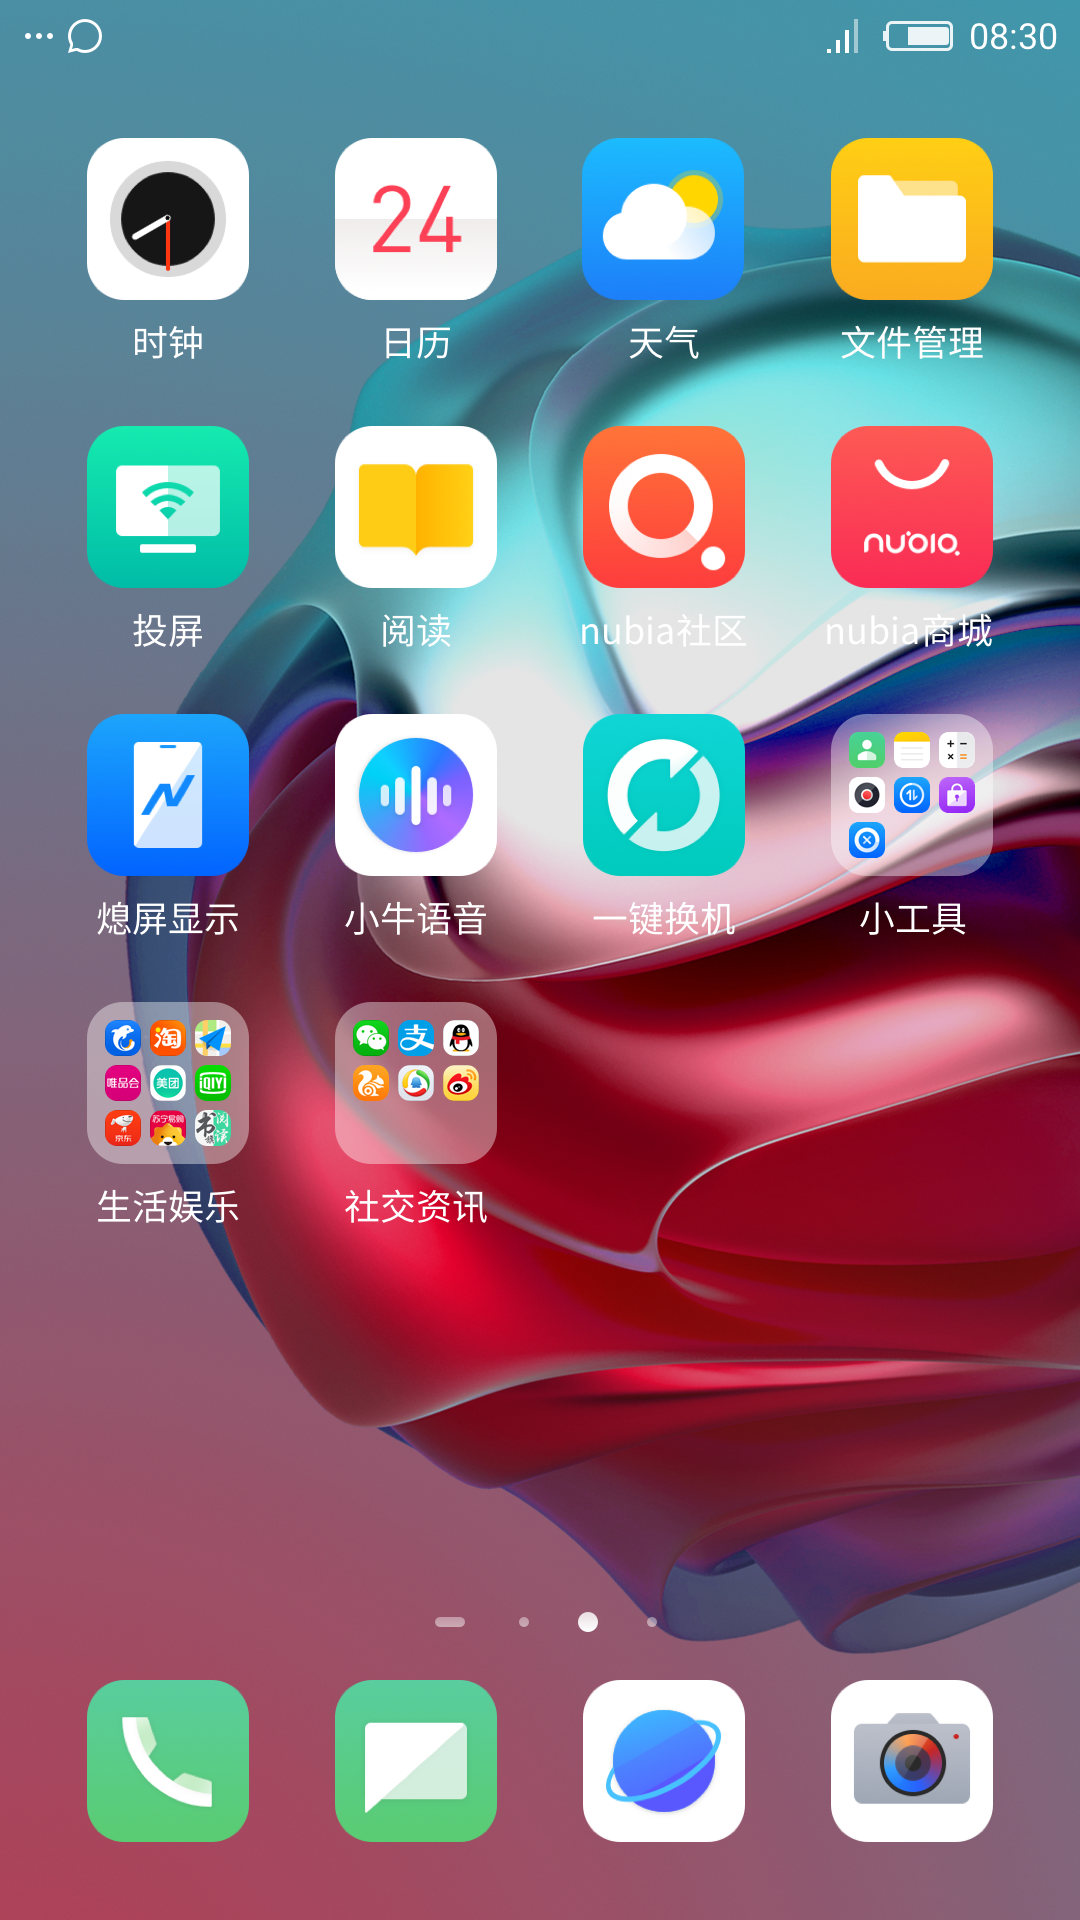 08:30
24
时钟
日历
天气
文件管理
nubia
投屏
阅读
nubia社区
nubia商城
熄屏显示
小牛语音
一键换机
小工具
淘
支
唯品会
美团
iQIYI
京东
苏宁易购
书旗
阅读
生活娱乐
社交资讯